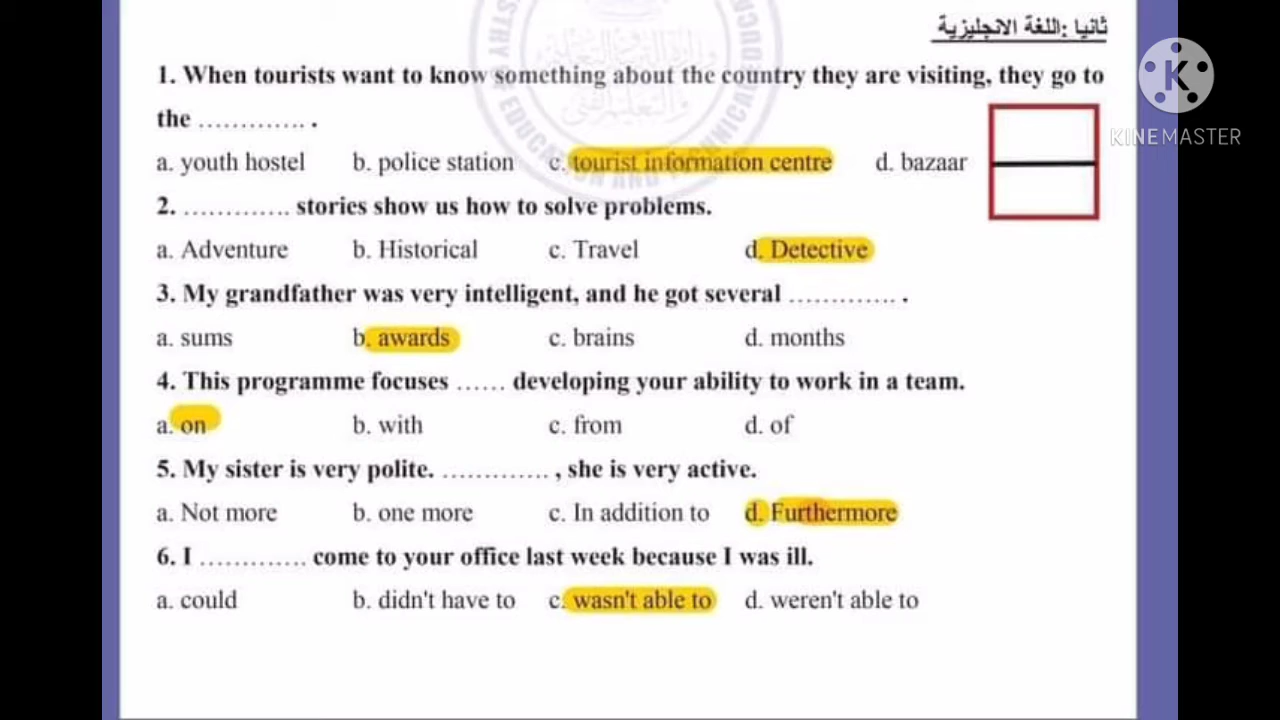 ثانيا :اللغة الانجليزية
1. When tourists want to know something about the country they are visiting, they go to
the ............. .
a. youth hostel b. police station c. tourist information centre d. bazaar
2. ............. stories show us how to solve problems.
a. Adventure b. Historical c. Travel d. Detective
3. My grandfather was very intelligent, and he got several ............. .
a. sums b. awards c. brains d. months
4. This programme focuses ...... developing your ability to work in a team.
a. on b. with c. from d. of
5. My sister is very polite. ............. , she is very active.
a. Not more b. one more c. In addition to d. Furthermore
6. I ............. come to your office last week because I was ill.
a. could b. didn't have to c. wasn't able to d. weren't able to
K
KINEMASTER